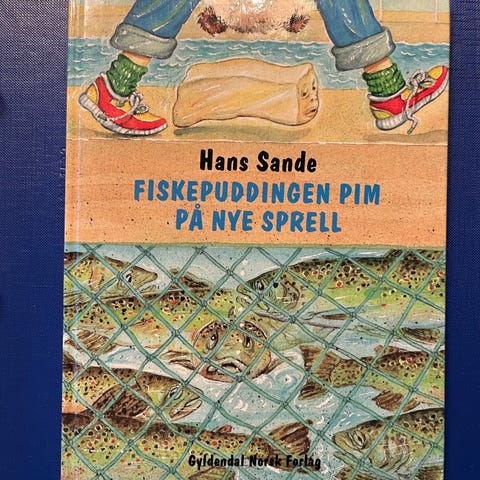 Hans Sande
FISKEPUDDINGEN PIM
PÅ NYE SPRELL
Gyldendal Norsk Forlag